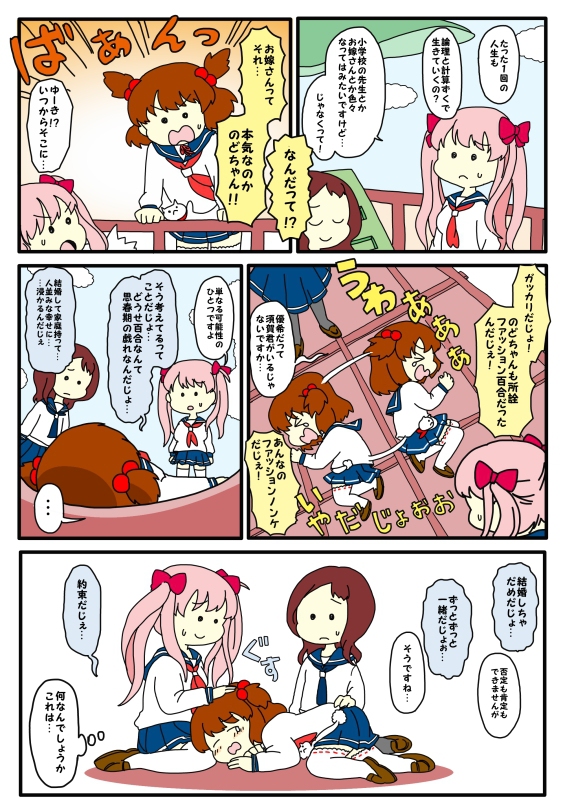 たった1回の
人生も
論理と計算ずくで
生きていくの?
小学校の先生とか
お嫁さんとか色々
なってはみたいですけど…
じゃなくって!
なんだって!?
ばぁんっ
お嫁さんって
それ…
本気なのか
のどちゃん!!
ゆーき!?
いつからそこに…
ガッカリだじょ!
のどちゃんも所詮
ファッション百合だった
んだじぇ!
うわぁぁぁぁ
優希だって
須賀君がいるじゃ
ないですか…
あんなの
ファッションノンケ
だじぇ!
いやだじょぉぉ
単なる可能性の
ひとつですよ
そう考えてるって
ことだじょ…
どうせ百合なんて
思春期の戯れなんだじょ…
結婚して家庭持って…
人並みな幸せに…
…浸かるんだじぇ
…
結婚しちゃ
だめだじょ…
否定も肯定も
できませんが
ずっとずっと
一緒だじょぉ…
そうですね…
ぐす
約束だじぇ…
何なんでしょうか
これは…